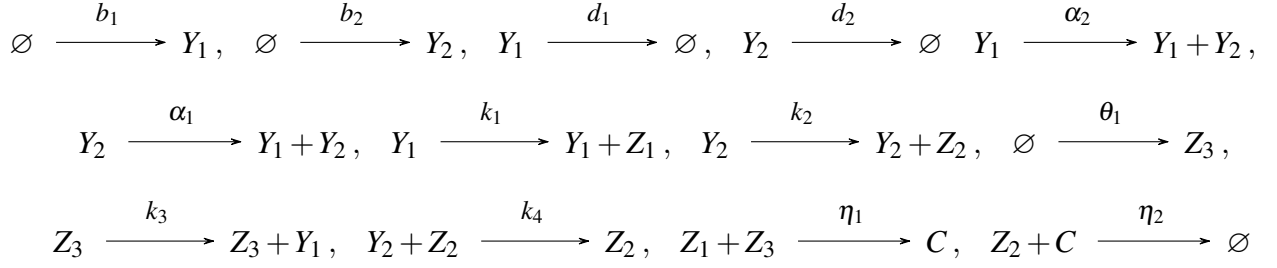 ∅ —b₁→ Y₁ , ∅ —b₂→ Y₂ , Y₁ —d₁→ ∅ , Y₂ —d₂→ ∅ Y₁ —α₂→ Y₁ + Y₂ ,
Y₂ —α₁→ Y₁ + Y₂ , Y₁ —k₁→ Y₁ + Z₁ , Y₂ —k₂→ Y₂ + Z₂ , ∅ —θ₁→ Z₃ ,
Z₃ —k₃→ Z₃ + Y₁ , Y₂ + Z₂ —k₄→ Z₂ , Z₁ + Z₃ —η₁→ C , Z₂ + C —η₂→ ∅